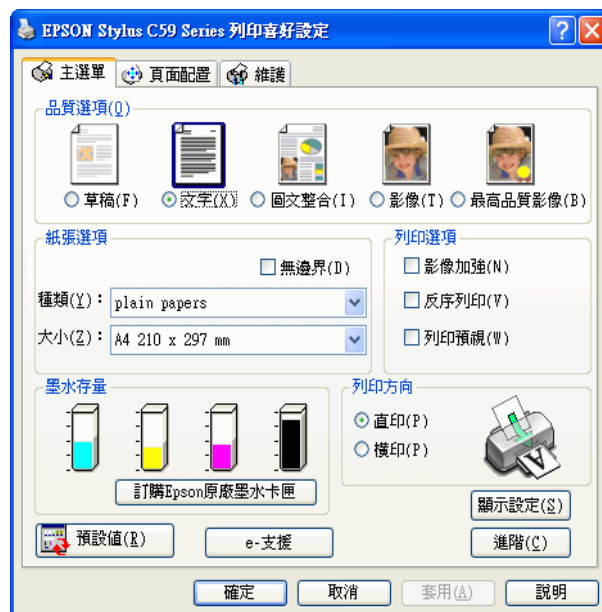 EPSON Stylus C59 Series 列印喜好設定
主選單 頁面配置 維護
品質選項(Q)
草稿(F) 文字(X) 圖文整合(I) 影像(T) 最高品質影像(B)
紙張選項
無邊界(D)
種類(Y)： plain papers
大小(Z)： A4 210 x 297 mm
列印選項
影像加強(N)
反序列印(V)
列印預視(W)
墨水存量
訂購Epson原廠墨水卡匣
列印方向
直印(P)
橫印(P)
A
顯示設定(S)
預設值(R) e-支援 進階(C)
確定 取消 套用(A) 說明